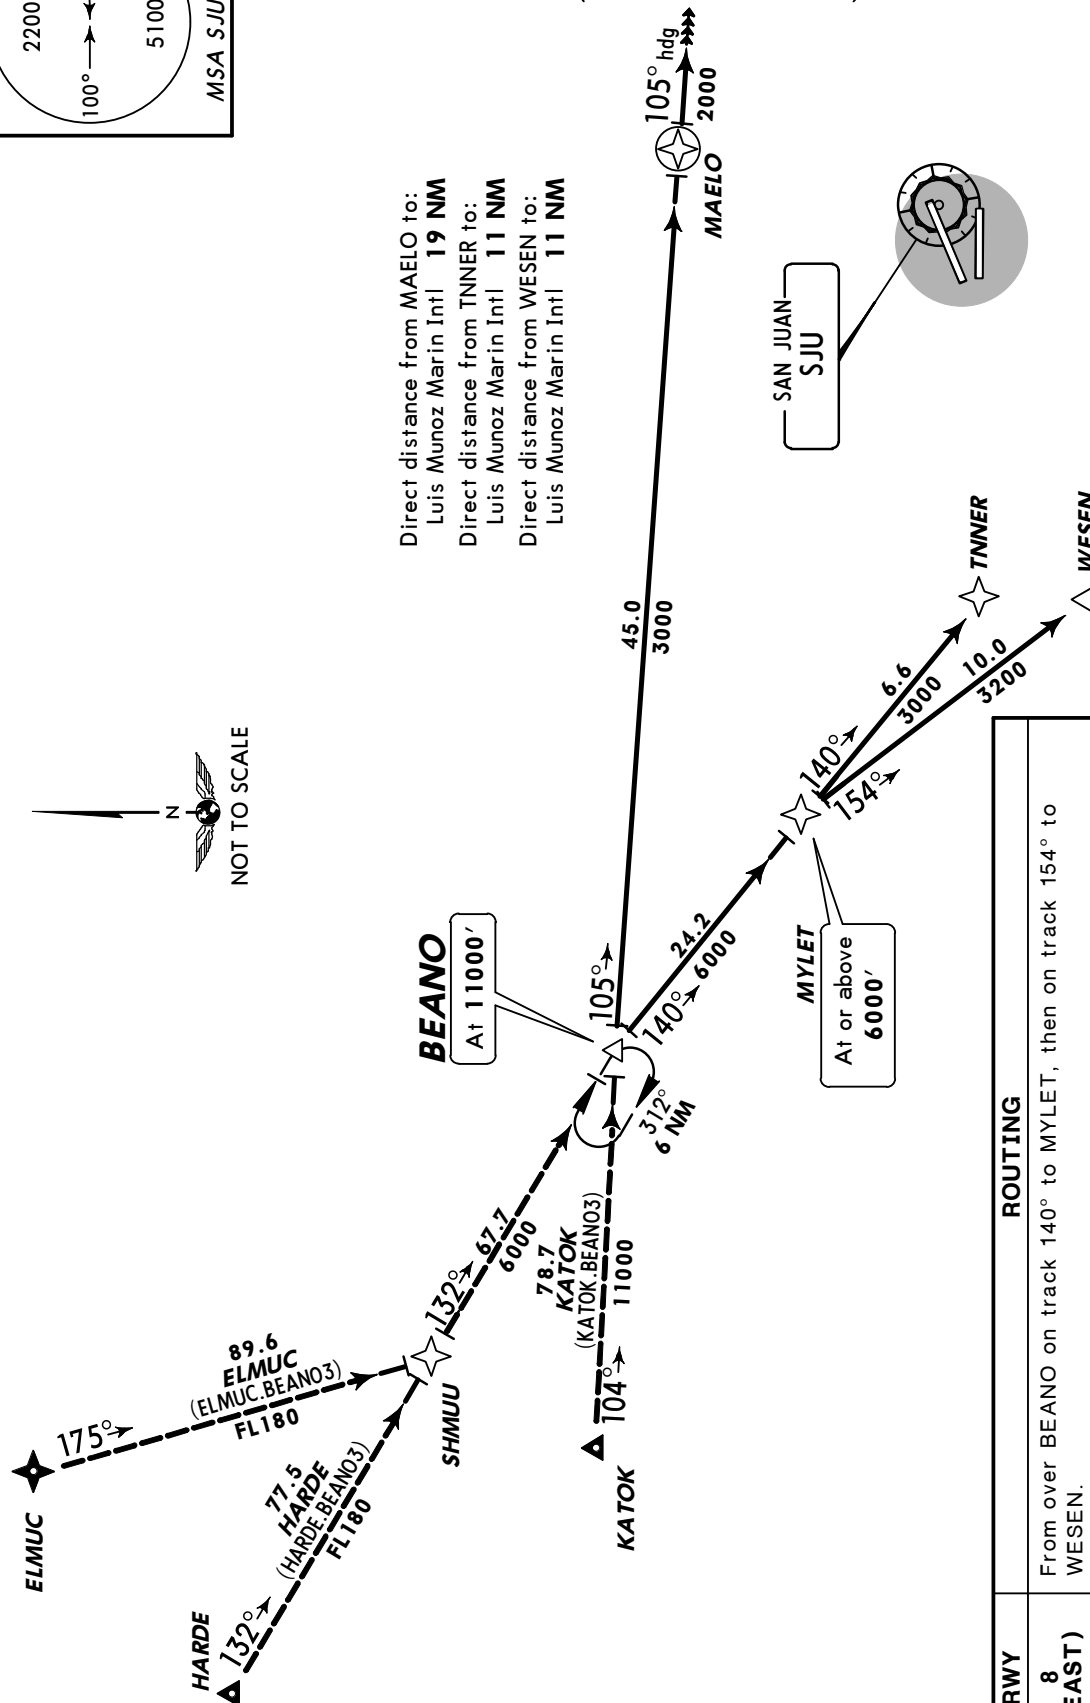 2200
100°
5100
MSA SJU
105° hdg
2000
MAELO
Direct distance from MAELO to:
Luis Munoz Marin Intl 19 NM
Direct distance from TNNER to:
Luis Munoz Marin Intl 11 NM
Direct distance from WESEN to:
Luis Munoz Marin Intl 11 NM
SAN JUAN
SJU
N
NOT TO SCALE
45.0
3000
TNNER
WESEN
6.6
3000
10.0
3200
140°
154°
BEANO
At 11000'
105°
140°
24.2
6000
MYLET
At or above
6000'
312°
6 NM
ELMUC
175°
89.6
ELMUC
(ELMUC.BEANO3)
FL180
HARDE
132°
77.5
HARDE
(HARDE.BEANO3)
FL180
SHMUU
132°
67.7
6000
KATOK
104°
78.7
KATOK
(KATOK.BEANO3)
11000
RWY
ROUTING
8
From over BEANO on track 140° to MYLET, then on track 154° to
WESEN.